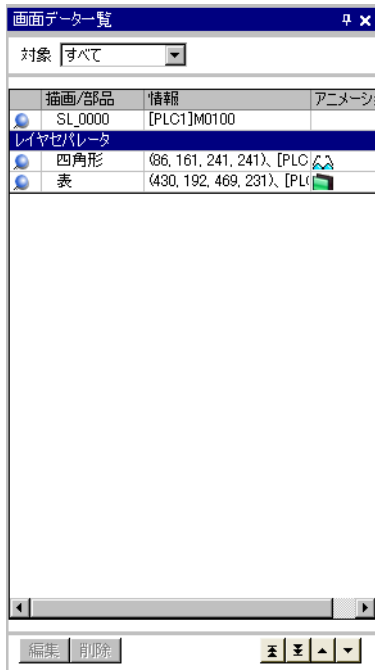 画面データ一覧
対象 すべて
描画/部品 情報 アニメーショ
SL_0000 [PLC1]M0100
レイヤセパレータ
四角形 (86, 161, 241, 241)、[PLC
表 (430, 192, 469, 231)、[PL(
編集 削除